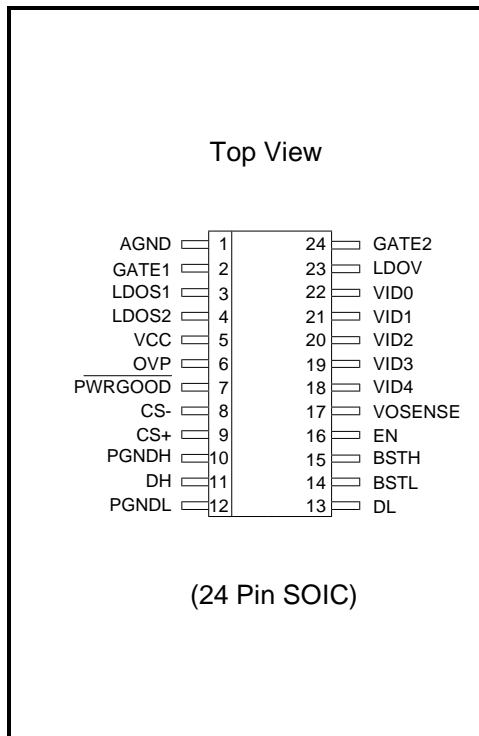 Top View
AGND 1 24 GATE2
GATE1 2 23 LDOV
LDOS1 3 22 VID0
LDOS2 4 21 VID1
VCC 5 20 VID2
OVP 6 19 VID3
PWRGOOD 7 18 VID4
CS- 8 17 VOSENSE
CS+ 9 16 EN
PGNDH 10 15 BSTH
DH 11 14 BSTL
PGNDL 12 13 DL
(24 Pin SOIC)